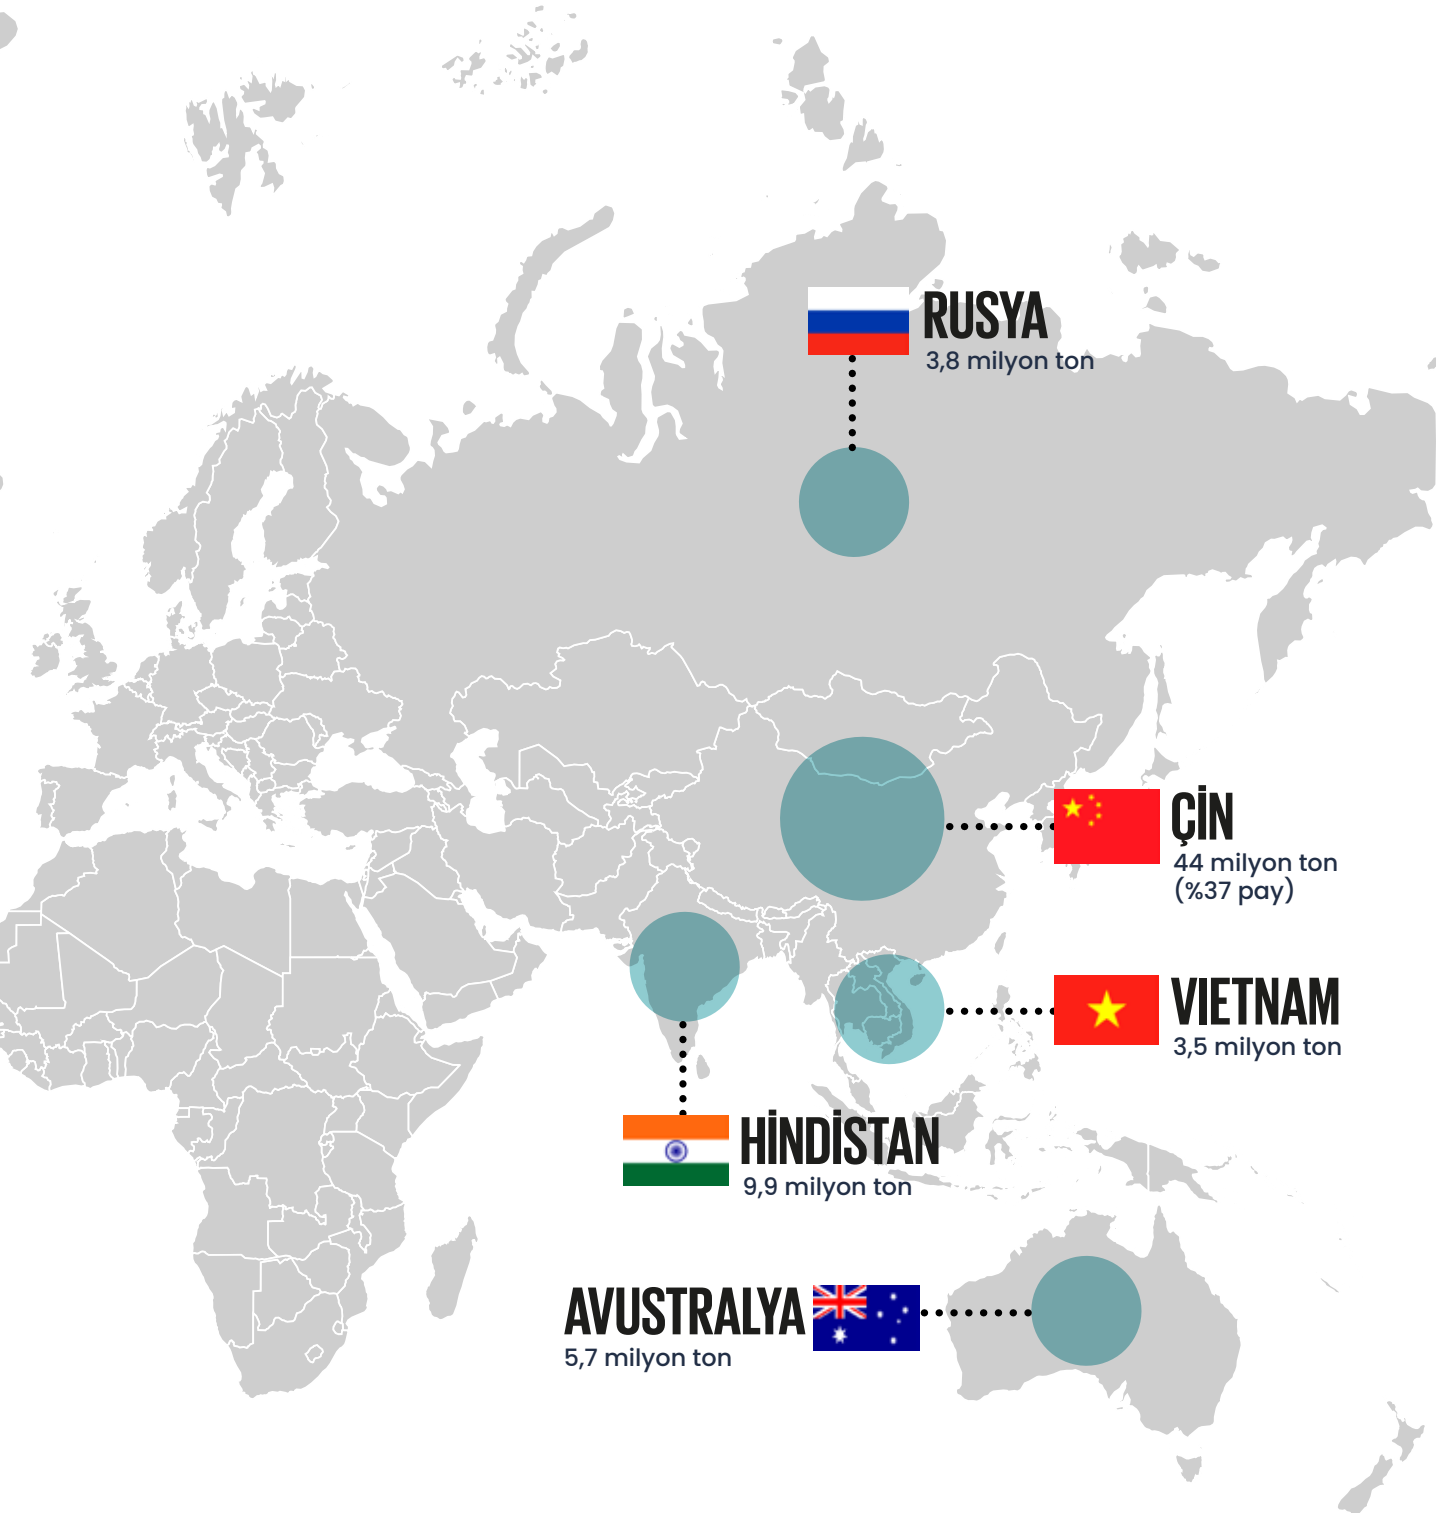 RUSYA
3,8 milyon ton
ÇİN
44 milyon ton
(%37 pay)
VIETNAM
3,5 milyon ton
HİNDİSTAN
9,9 milyon ton
AVUSTRALYA
5,7 milyon ton